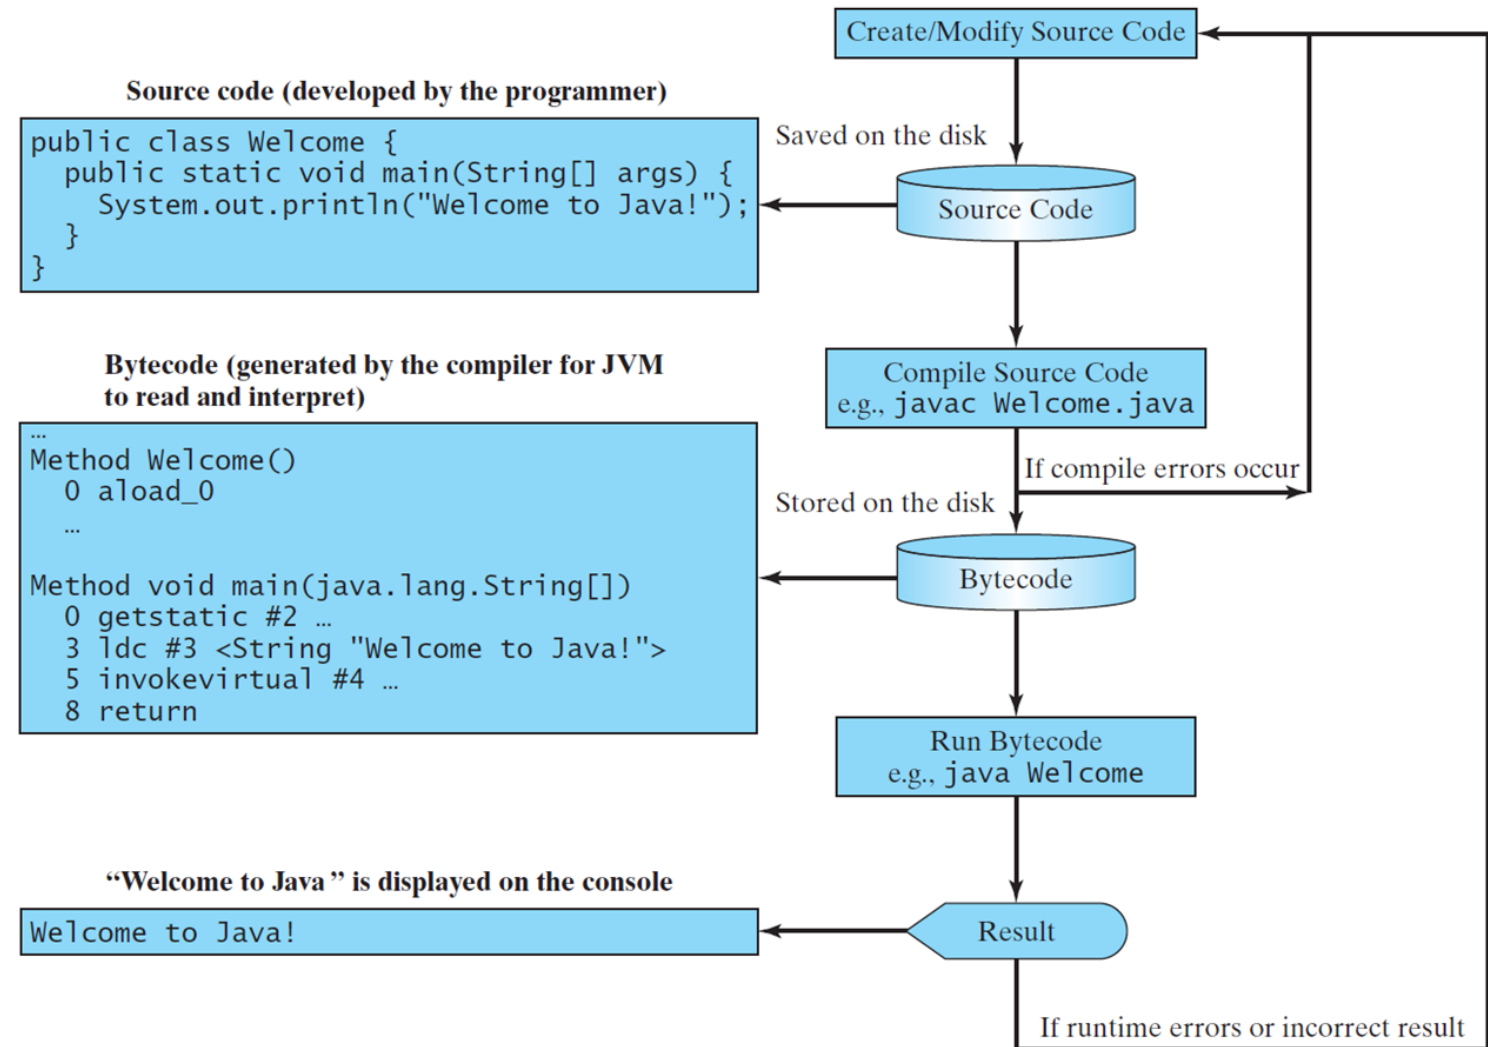 Create/Modify Source Code
Source code (developed by the programmer)
public class Welcome {
  public static void main(String[] args) {
    System.out.println("Welcome to Java!");
  }
}
Saved on the disk
Source Code
Compile Source Code
e.g., javac Welcome.java
If compile errors occur
Bytecode (generated by the compiler for JVM
to read and interpret)
…
Method Welcome()
  0 aload_0
  …
Method void main(java.lang.String[])
  0 getstatic #2 …
  3 ldc #3 <String "Welcome to Java!">
  5 invokevirtual #4 …
  8 return
Stored on the disk
Bytecode
Run Bytecode
e.g., java Welcome
“Welcome to Java ” is displayed on the console
Welcome to Java!
Result
If runtime errors or incorrect result